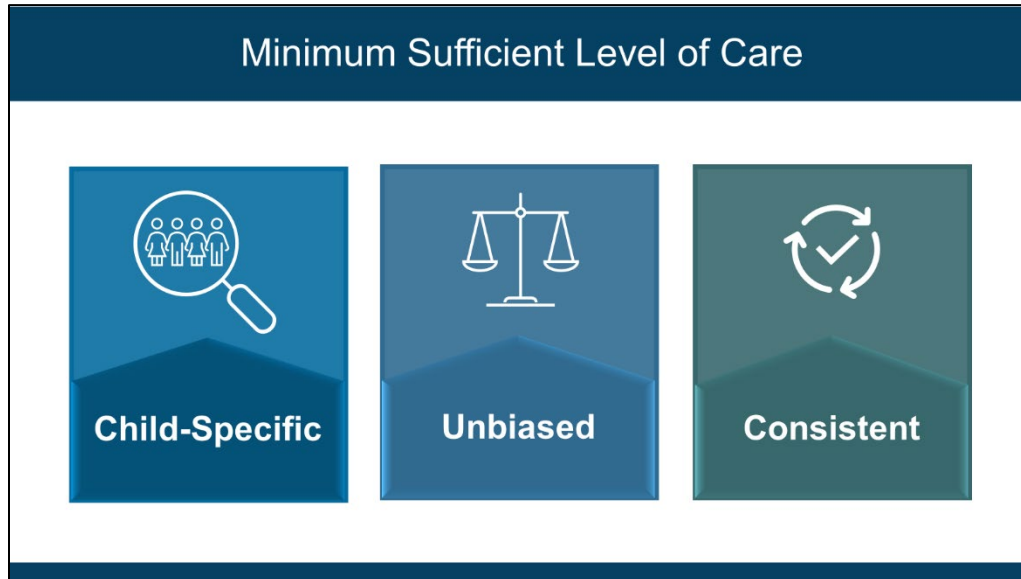 Minimum Sufficient Level of Care
Child-Specific
Unbiased
Consistent